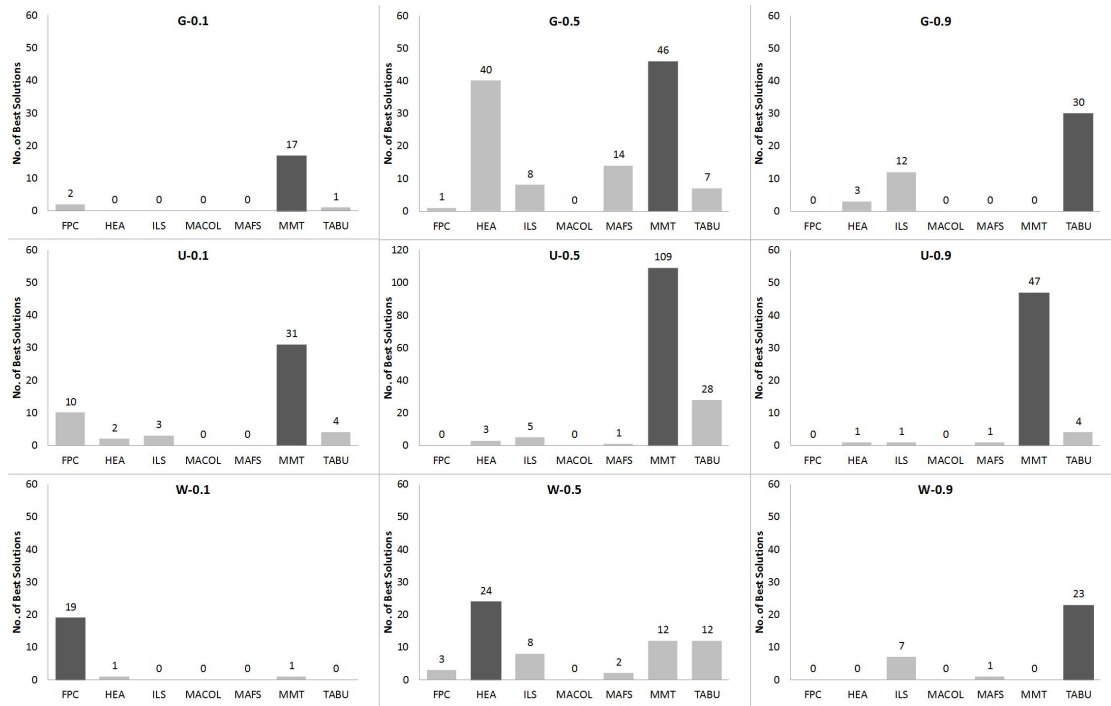 G-0.1
No. of Best Solutions
60
50
40
30
20
10
0
2 0 0 0 0 17 1
FPC HEA ILS MACOL MAFS MMT TABU
G-0.5
No. of Best Solutions
60
50
40
30
20
10
0
1 40 8 0 14 46 7
FPC HEA ILS MACOL MAFS MMT TABU
G-0.9
No. of Best Solutions
60
50
40
30
20
10
0
0 3 12 0 0 0 30
FPC HEA ILS MACOL MAFS MMT TABU
U-0.1
No. of Best Solutions
60
50
40
30
20
10
0
10 2 3 0 0 31 4
FPC HEA ILS MACOL MAFS MMT TABU
U-0.5
No. of Best Solutions
120
100
80
60
40
20
0
0 3 5 0 1 109 28
FPC HEA ILS MACOL MAFS MMT TABU
U-0.9
No. of Best Solutions
60
50
40
30
20
10
0
0 1 1 0 1 47 4
FPC HEA ILS MACOL MAFS MMT TABU
W-0.1
No. of Best Solutions
60
50
40
30
20
10
0
19 1 0 0 0 1 0
FPC HEA ILS MACOL MAFS MMT TABU
W-0.5
No. of Best Solutions
60
50
40
30
20
10
0
3 24 8 0 2 12 12
FPC HEA ILS MACOL MAFS MMT TABU
W-0.9
No. of Best Solutions
60
50
40
30
20
10
0
0 0 7 0 1 0 23
FPC HEA ILS MACOL MAFS MMT TABU